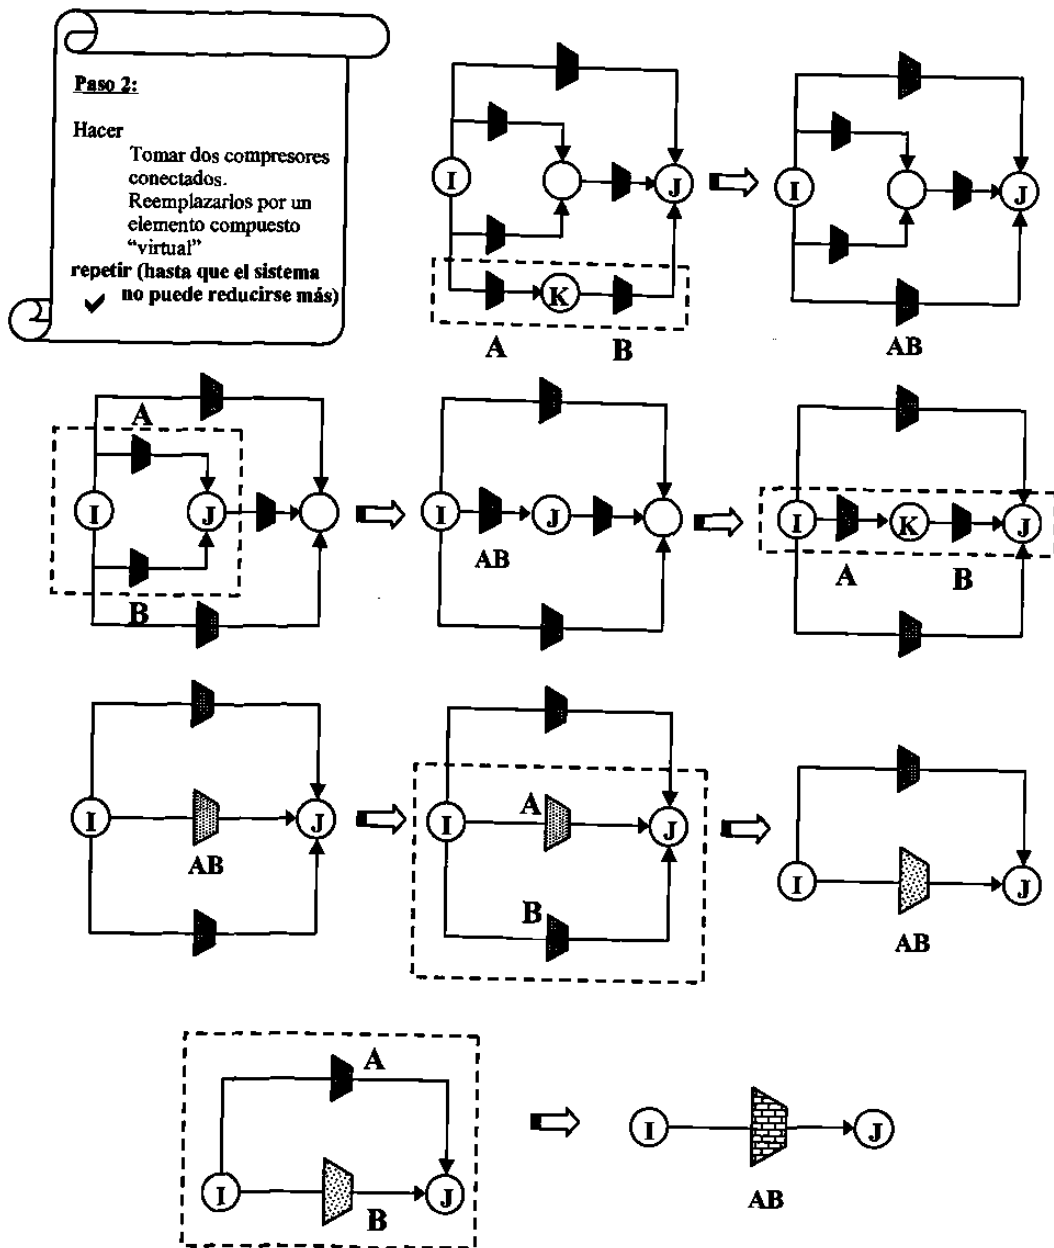 Paso 2:
Hacer
Tomar dos compresores
conectados.
Reemplazarlos por un
elemento compuesto
“virtual”
repetir (hasta que el sistema
no puede reducirse más)
I
J
K
A
B
I
J
AB
A
I
J
B
I
J
AB
I
K
J
A
B
I
J
AB
I
A
J
B
I
J
AB
A
I
J
B
I
J
AB